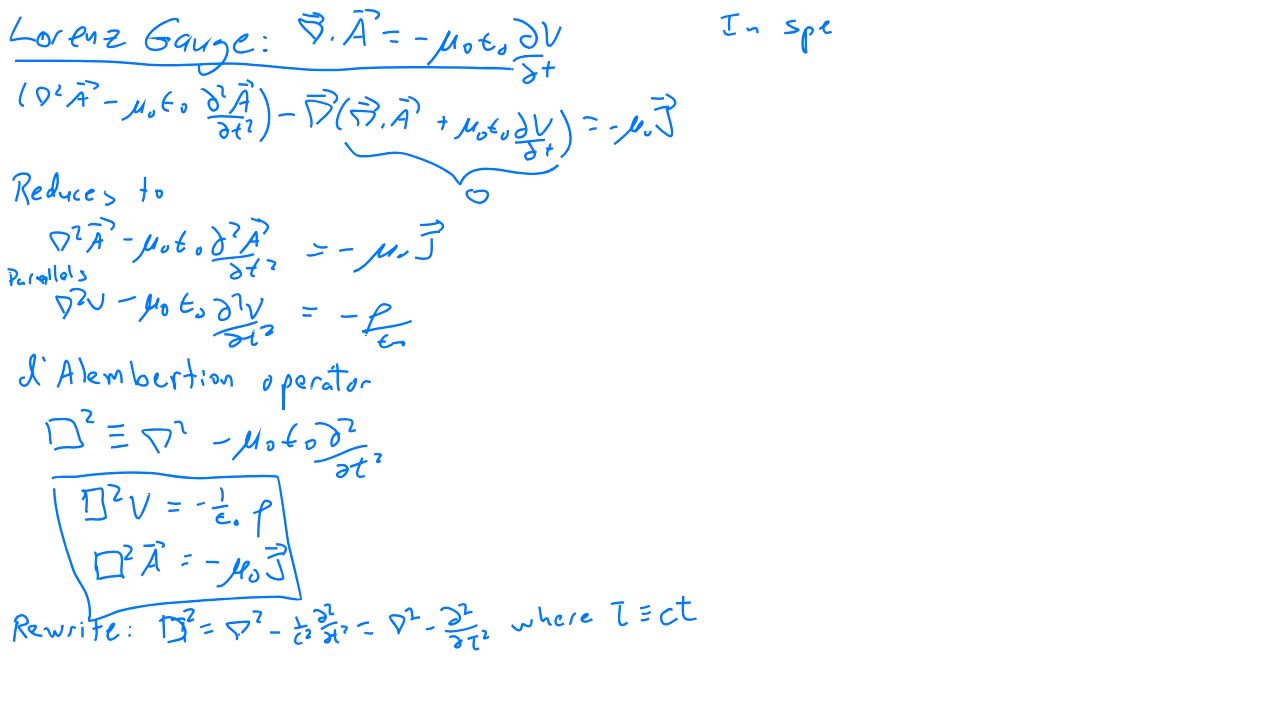 Lorenz Gauge: ∇⃗·A⃗ = -μ₀ε₀ ∂V/∂t
(∇²A⃗ - μ₀ε₀ ∂²A⃗/∂t²) - ∇⃗(∇⃗·A⃗ + μ₀ε₀ ∂V/∂t) = -μ₀J⃗
0
Reduces to
∇²A⃗ - μ₀ε₀ ∂²A⃗/∂t² = -μ₀J⃗
Parallels
∇²V - μ₀ε₀ ∂²V/∂t² = -ρ/ε₀
d'Alembertion operator
□² ≡ ∇² - μ₀ε₀ ∂²/∂t²
□²V = -1/ε₀ ρ
□²A⃗ = -μ₀J⃗
Rewrite: □² = ∇² - 1/c² ∂²/∂t² = ∇² - ∂²/∂τ² where τ ≡ ct
In spe